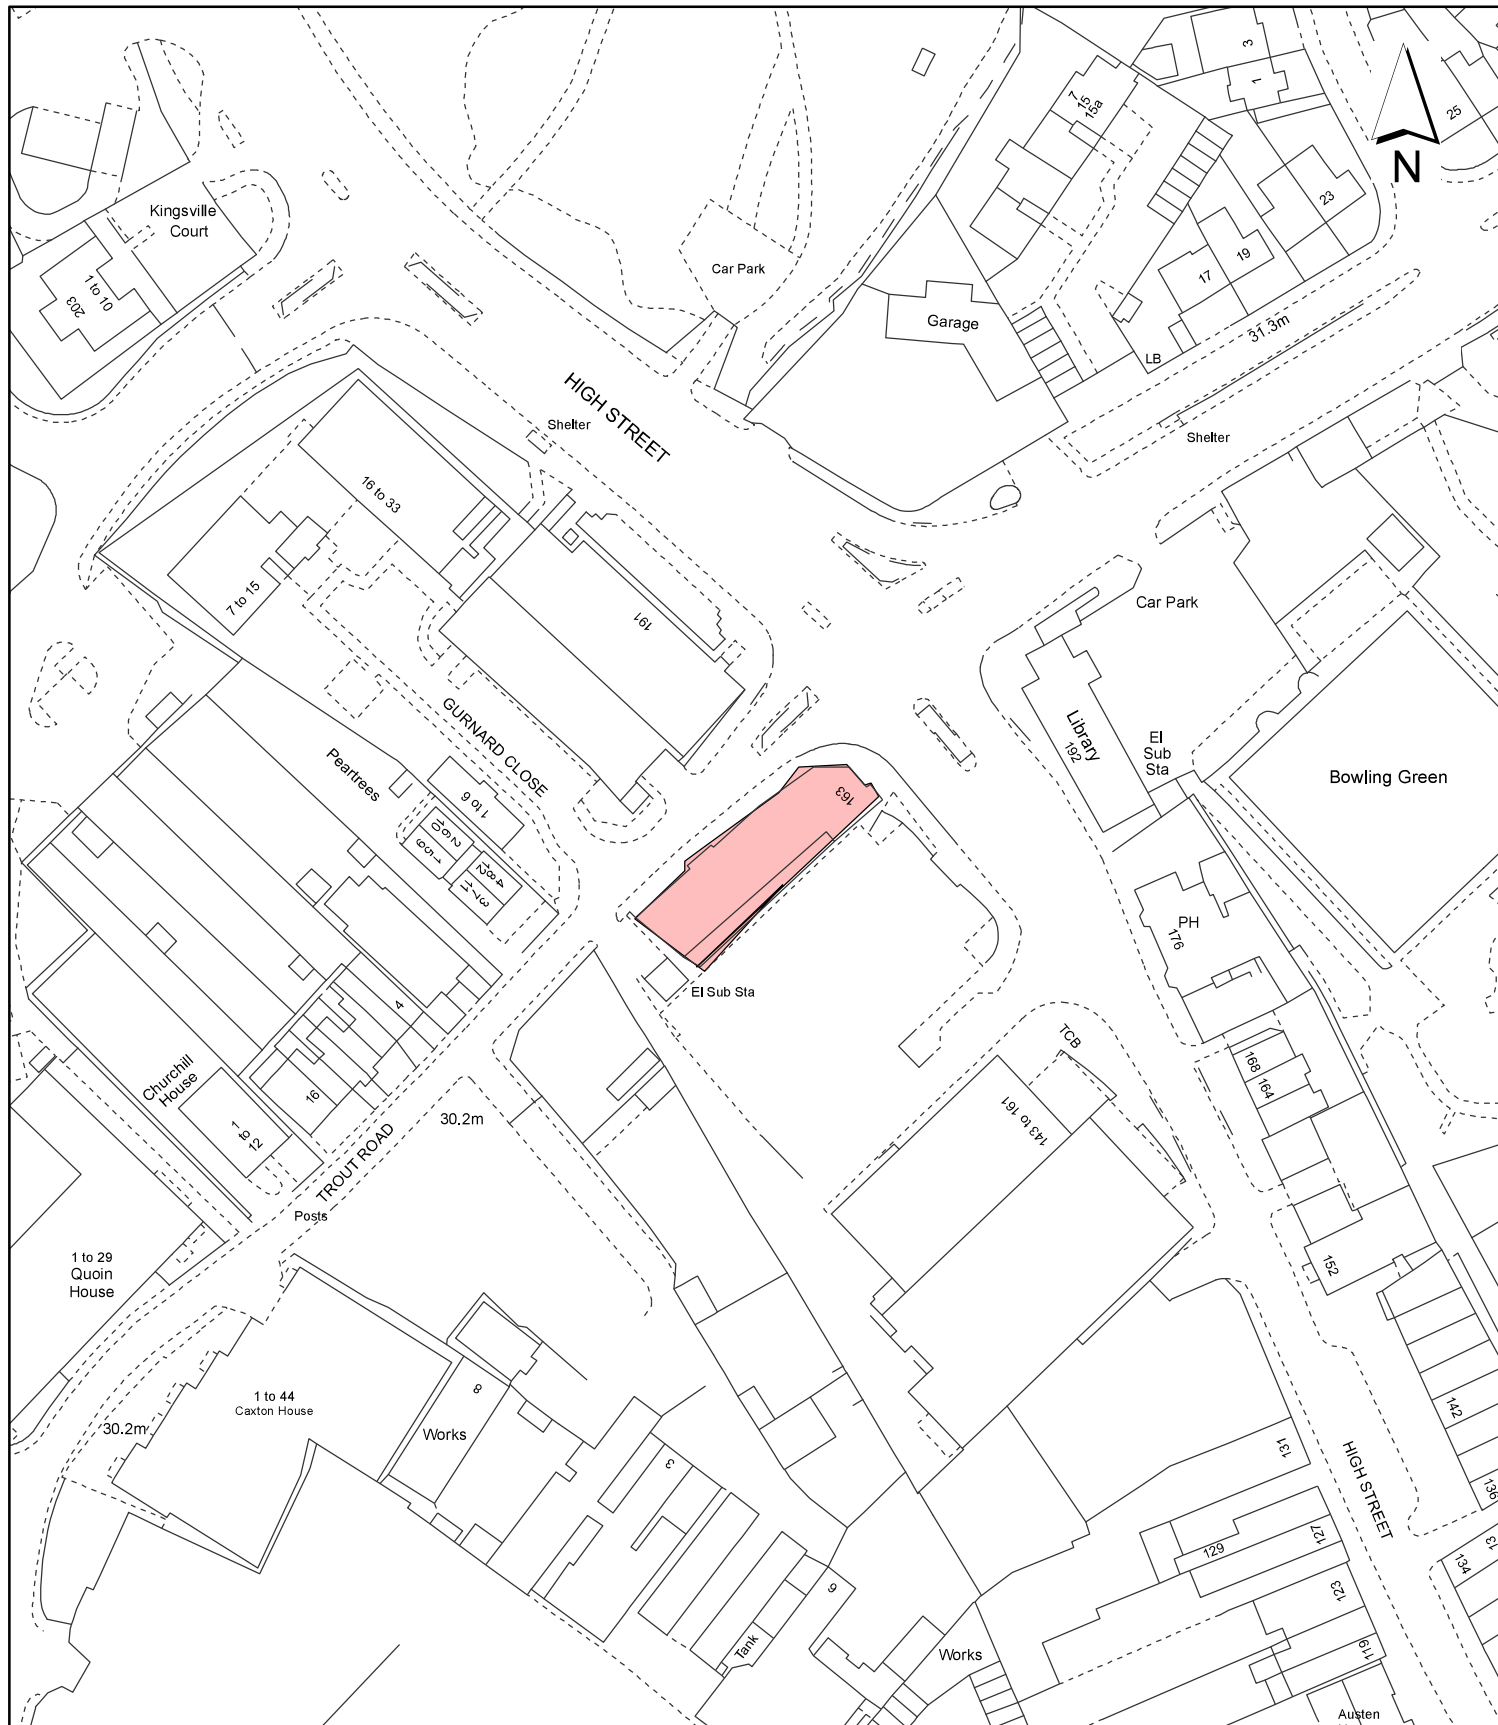 3
1
7
15
15a
25
N
Kingsville
Court
23
19
17
Car Park
1 to 10
203
Garage
31.3m
LB
HIGH STREET
Shelter
Shelter
16 to 33
7 to 15
191
Car Park
GURNARD CLOSE
Library
192
El
Sub
Sta
Peartrees
Bowling Green
1 to 6
163
PH
176
El Sub Sta
4
TCB
168
164
Churchill
House
16
1
to
12
30.2m
143 to 161
TROUT ROAD
Posts
1 to 29
Quoin
House
152
1 to 44
Caxton House
8
142
30.2m
Works
3
131
HIGH STREET
136
127
129
134
13
123
6
Tank
Works
119
Austen